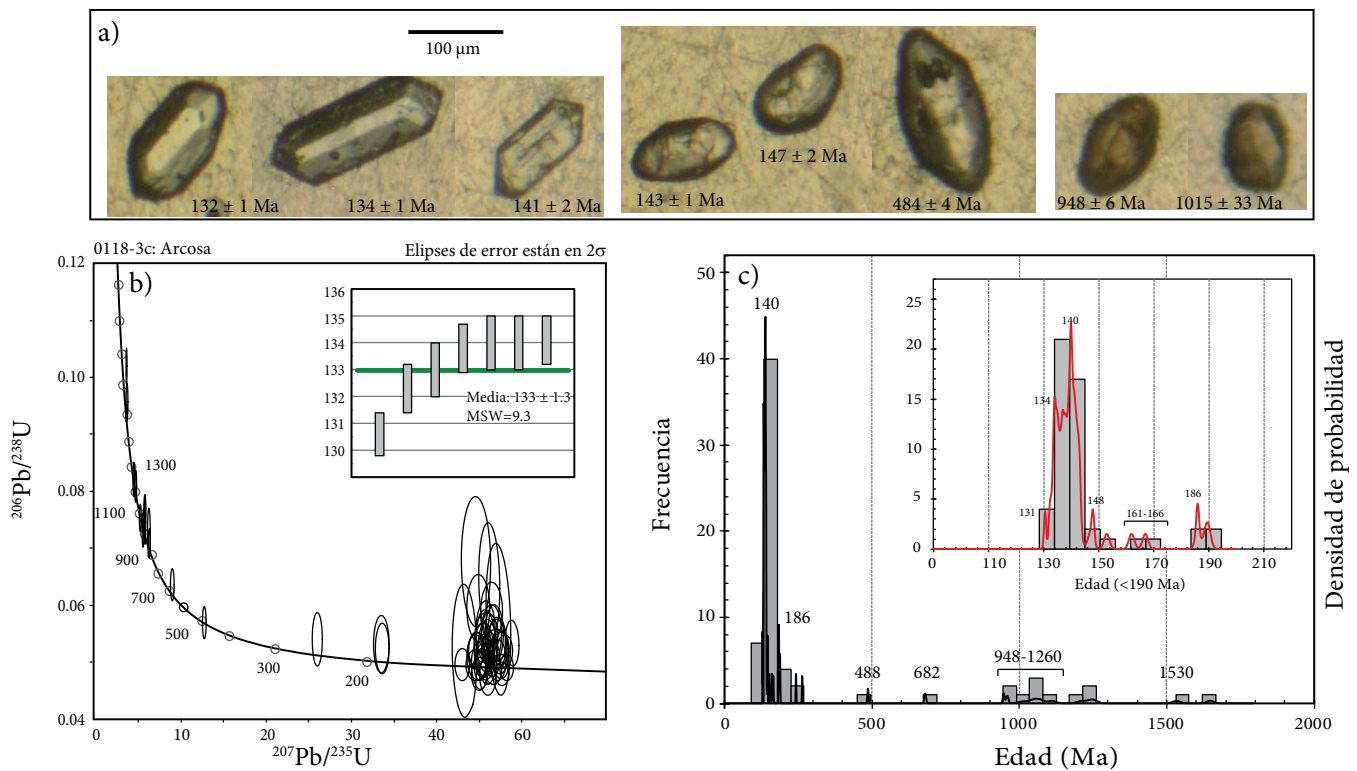 a)
100 µm
132 ± 1 Ma
134 ± 1 Ma
141 ± 2 Ma
143 ± 1 Ma
147 ± 2 Ma
484 ± 4 Ma
948 ± 6 Ma
1015 ± 33 Ma
0118-3c: Arcosa
Elipses de error están en 2σ
b)
0.12
0.10
0.08
0.06
0.04
²⁰⁶Pb/²³⁸U
1300
1100
900
700
500
300
200
136
135
134
133
132
131
130
Media: 133 ± 1.3
MSW=9.3
0
10
20
30
40
50
60
²⁰⁷Pb/²³⁵U
c)
50
40
30
20
10
0
Frecuencia
140
186
488
682
948-1260
1530
0
500
1000
1500
2000
Edad (Ma)
Densidad de probabilidad
25
20
15
10
5
0
140
134
131
148
161-166
186
0
110
130
150
170
190
210
Edad (<190 Ma)